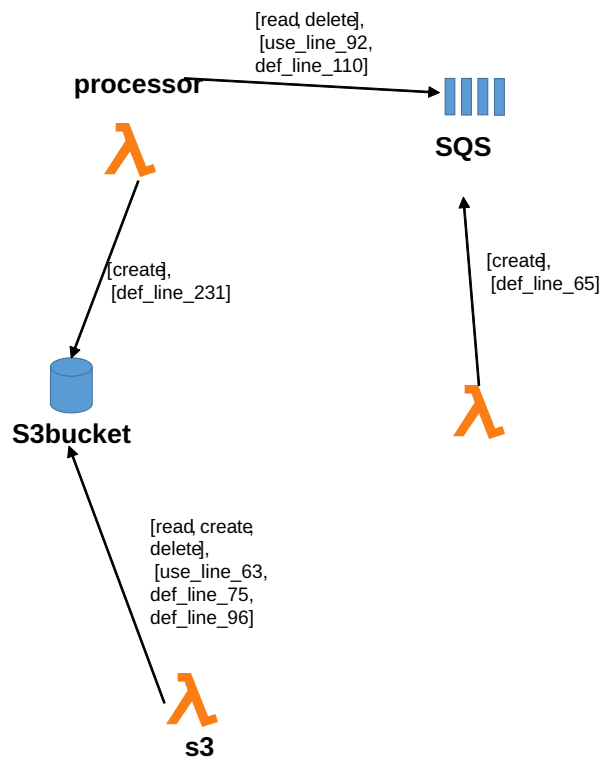 [read, delete],
[use_line_92,
def_line_110]
processor
SQS
[create],
[def_line_231]
[create],
[def_line_65]
S3bucket
[read, create,
delete],
[use_line_63,
def_line_75,
def_line_96]
s3